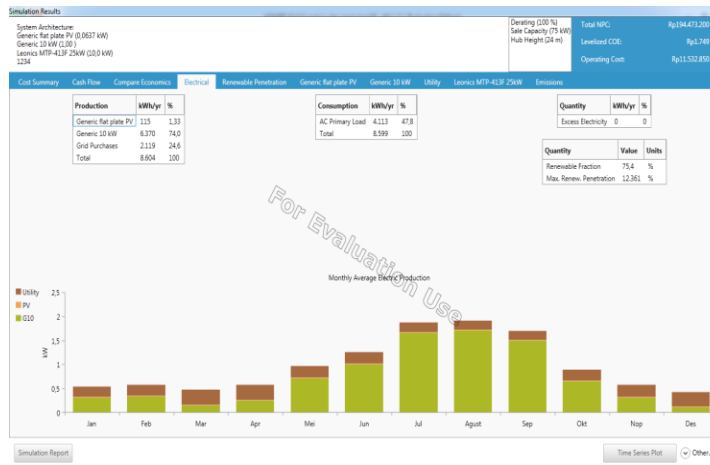 Simulation Results
System Architecture:
Generic flat plate PV (0,0637 kW)
Generic 10 kW (1,00 )
Leonics MTP-413F 25kW (10,0 kW)
1234
Derating (100 %)
Sale Capacity (75 kW)
Hub Height (24 m)
Total NPC: Rp194.473.200
Levelized COE: Rp1.749
Operating Cost: Rp11.532.850
Cost Summary Cash Flow Compare Economics Electrical Renewable Penetration Generic flat plate PV Generic 10 kW Utility Leonics MTP-413F 25kW Emissions
Production kWh/yr %
Generic flat plate PV 115 1,33
Generic 10 kW 6.370 74,0
Grid Purchases 2.119 24,6
Total 8.604 100
Consumption kWh/yr %
AC Primary Load 4.113 47,8
Total 8.599 100
Quantity kWh/yr %
Excess Electricity 0 0
Quantity Value Units
Renewable Fraction 75,4 %
Max. Renew. Penetration 12.361 %
For Evaluation Use
Monthly Average Electric Production
Utility
PV
G10
kW
2,5
2
1,5
1
0,5
0
Jan Feb Mar Apr Mei Jun Jul Agust Sep Okt Nop Des
Simulation Report Time Series Plot Other.